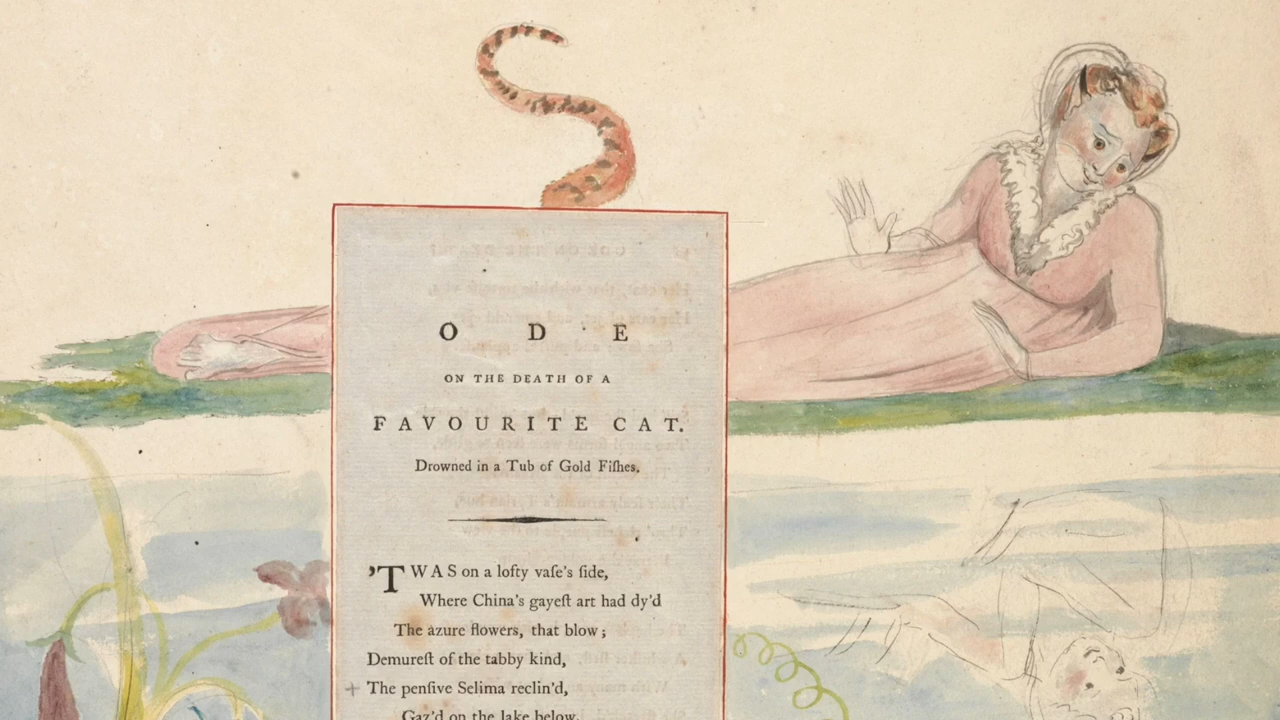 O D E
ON THE DEATH OF A
FAVOURITE CAT.
Drowned in a Tub of Gold Fiſhes.
’TWAS on a lofty vaſe’s ſide,
Where China’s gayeſt art had dy’d
The azure flowers, that blow;
Demureſt of the tabby kind,
The penſive Selima reclin’d,
Gaz’d on the lake below.